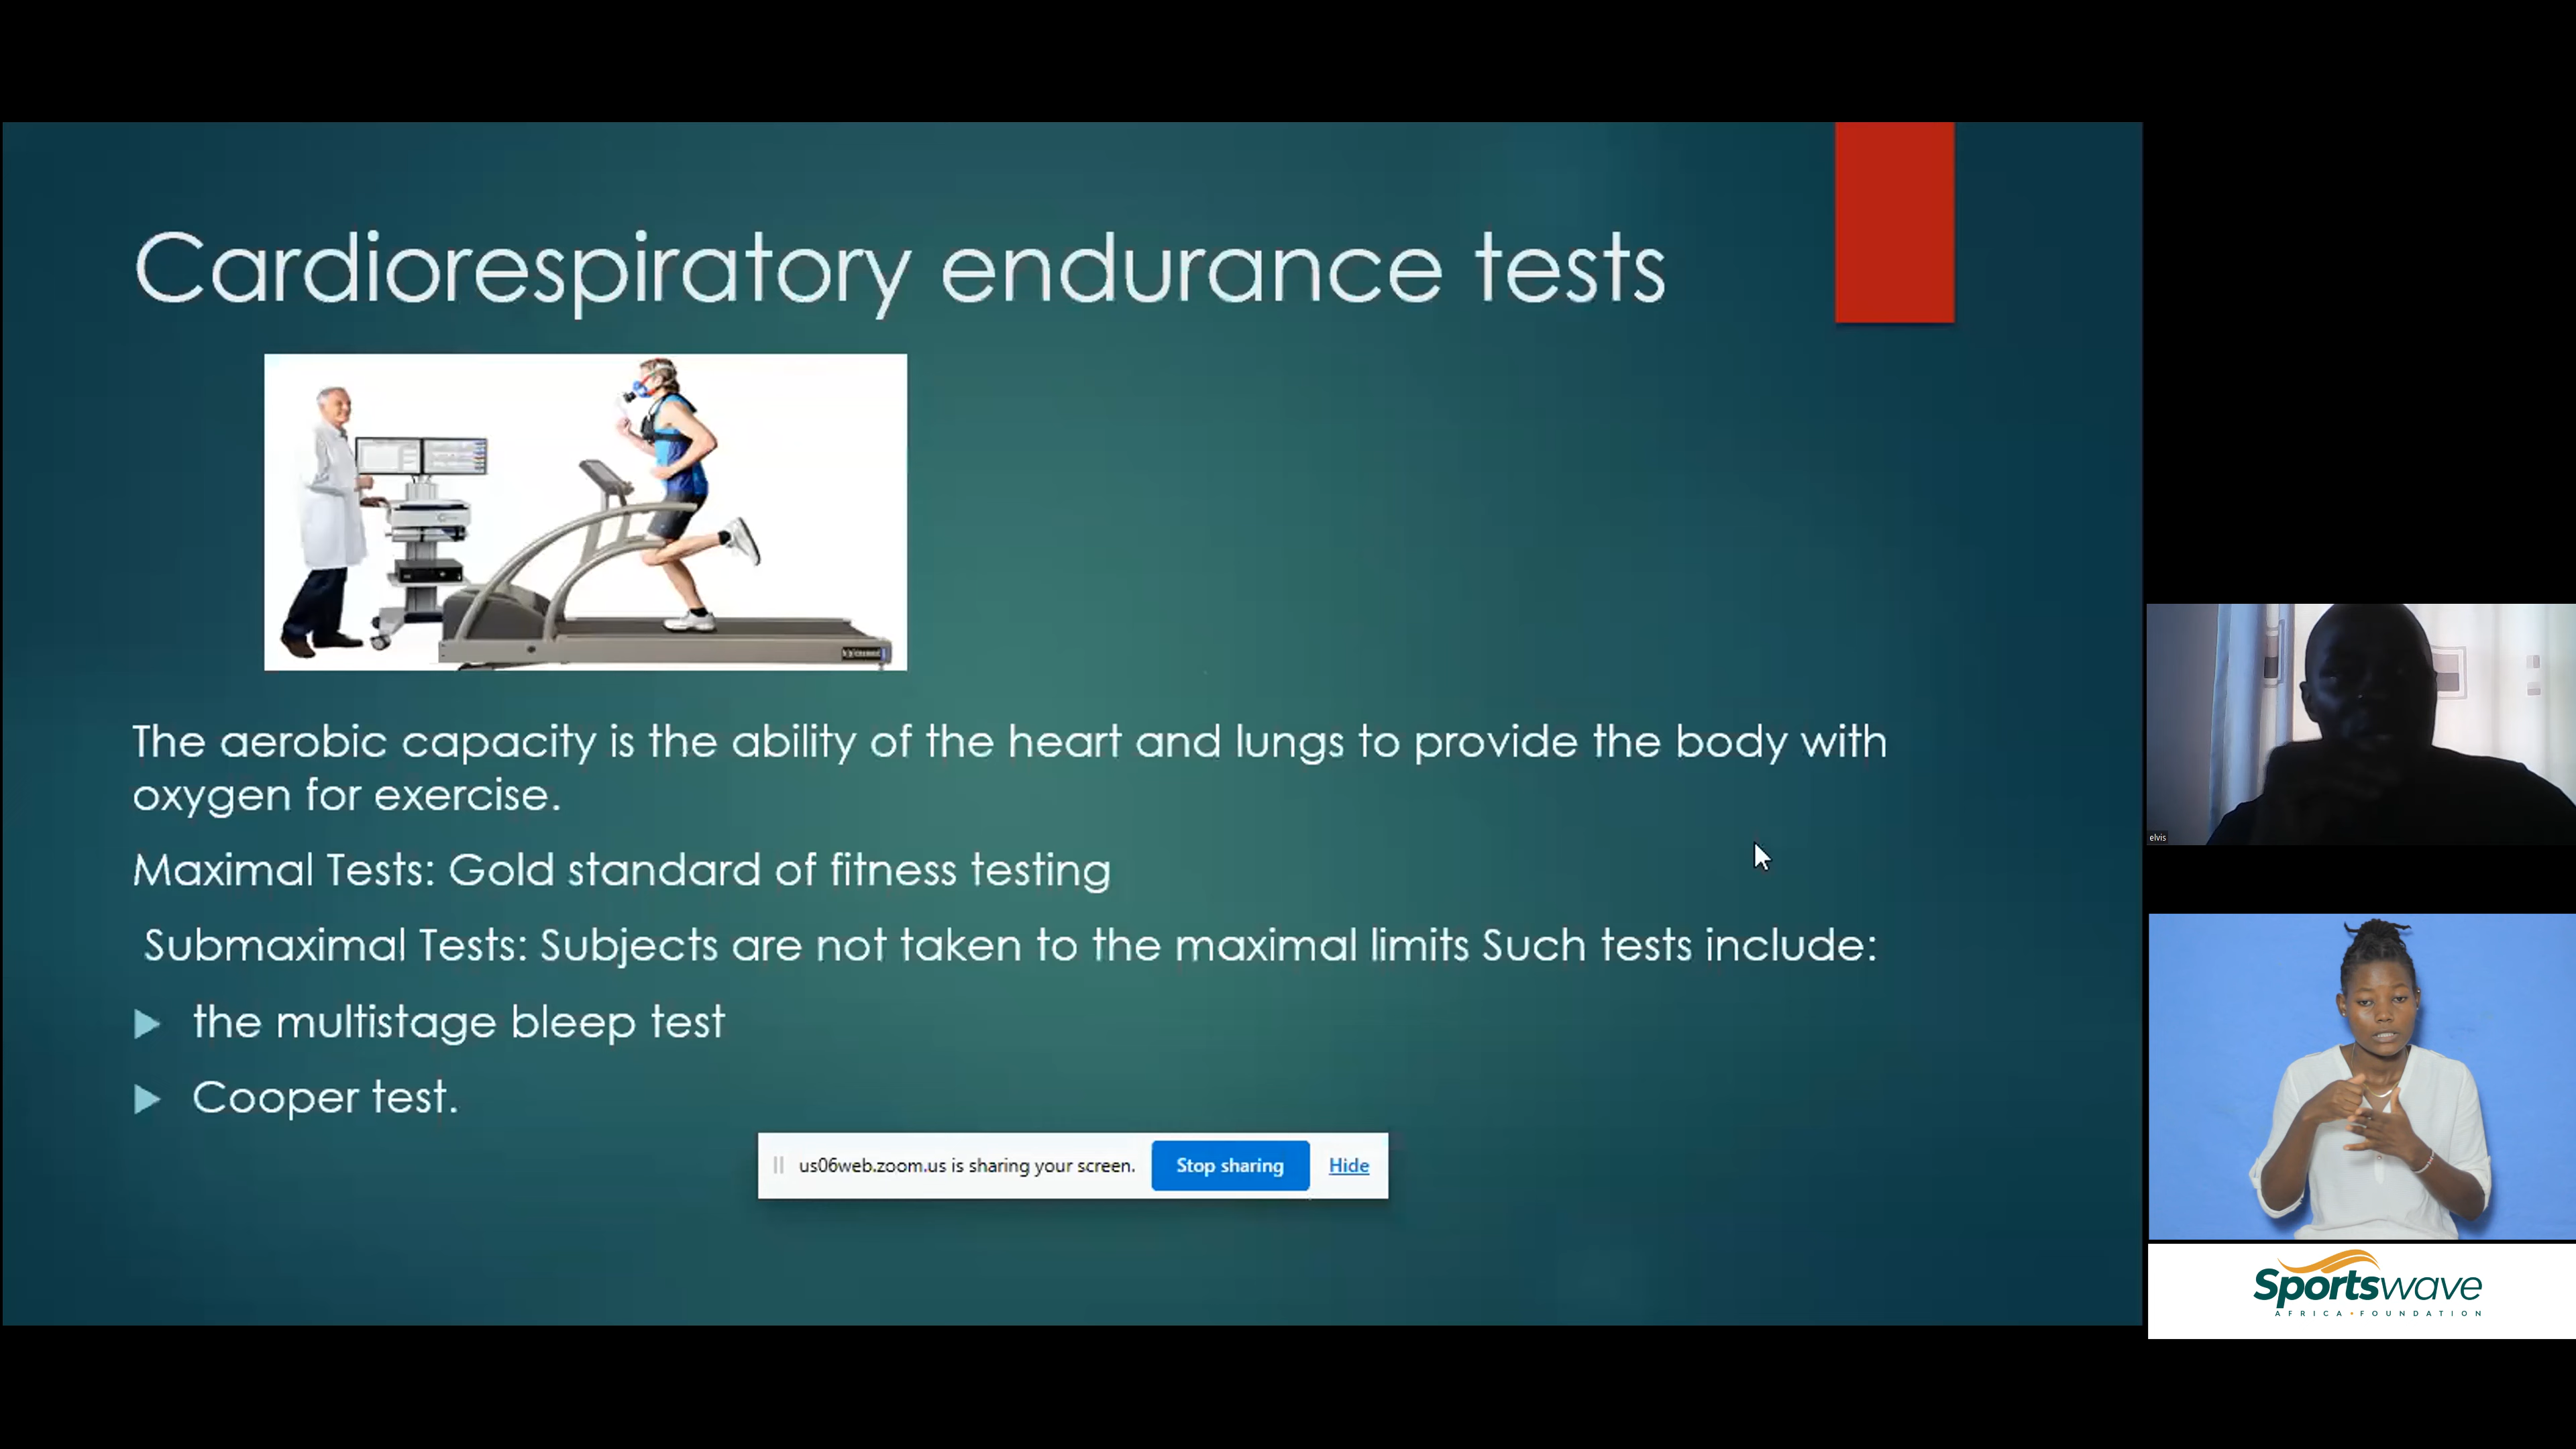 Cardiorespiratory endurance tests
The aerobic capacity is the ability of the heart and lungs to provide the body with
oxygen for exercise.
Maximal Tests: Gold standard of fitness testing
Submaximal Tests: Subjects are not taken to the maximal limits Such tests include:
the multistage bleep test
Cooper test.
us06web.zoom.us is sharing your screen. Stop sharing Hide
elvis
Sportswave
AFRICA • FOUNDATION